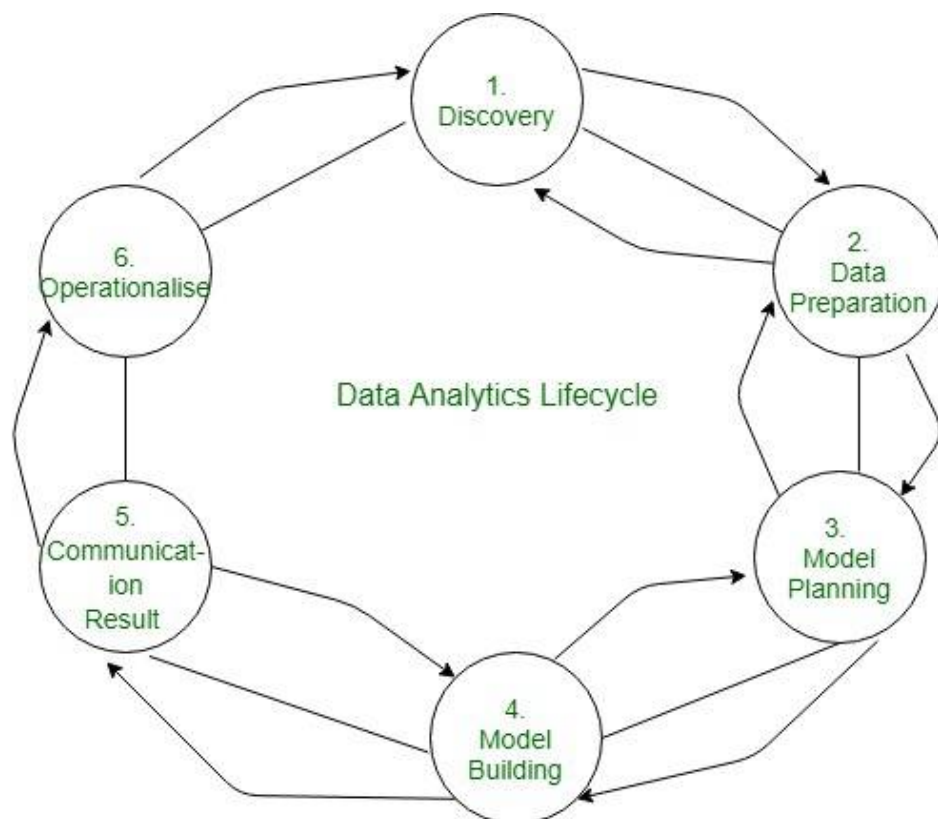 1.
Discovery
2.
Data
Preparation
6.
Operationalise
Data Analytics Lifecycle
3.
Model
Planning
5.
Communicat-
ion
Result
4.
Model
Building